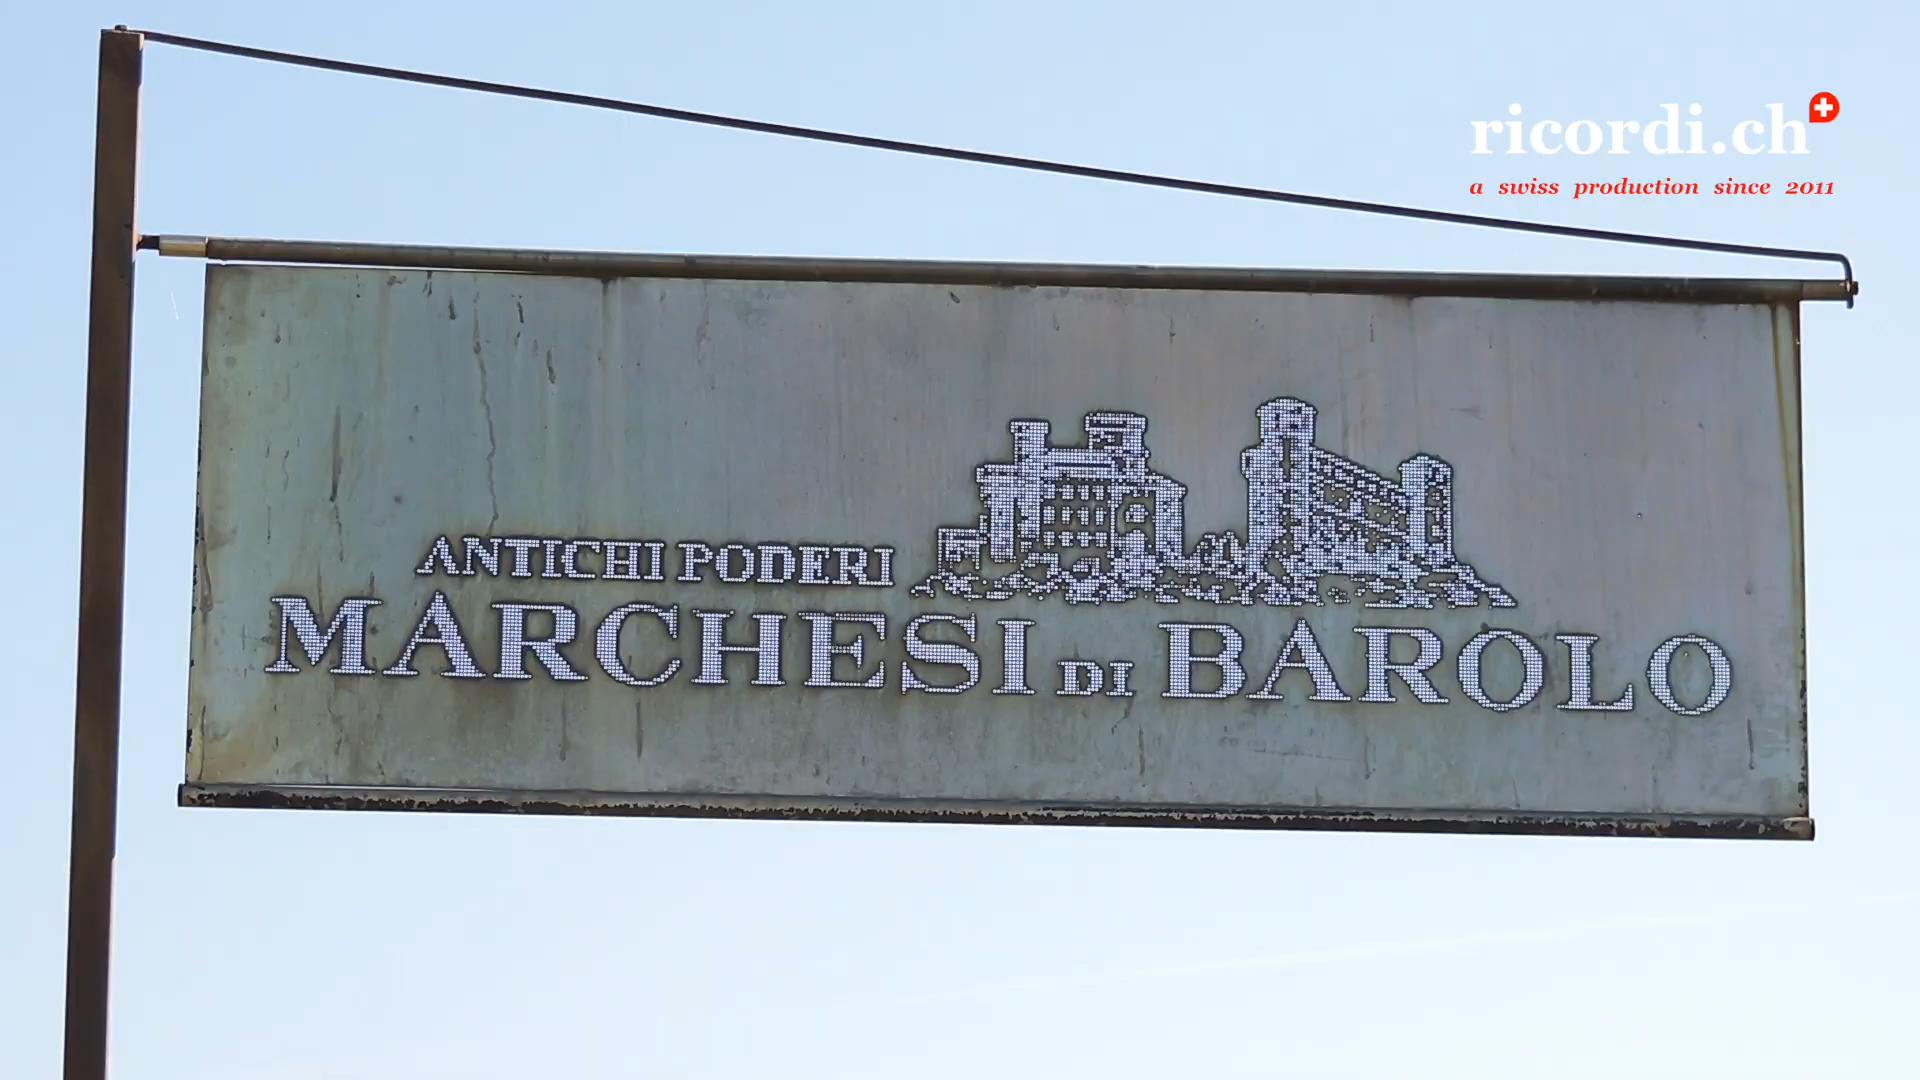 ricordi.ch
a swiss production since 2011
ANTICHI PODERI
MARCHESI DI BAROLO